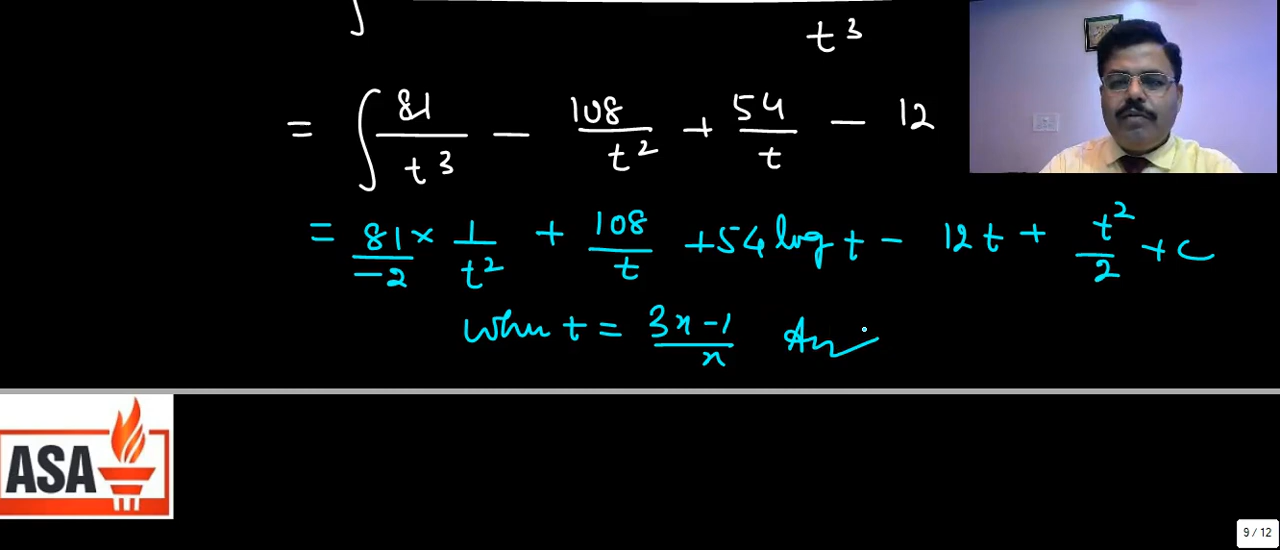 ∫ t³
= ∫ 81/t³ - 108/t² + 54/t - 12
= 81/-2 × 1/t² + 108/t + 54 log t - 12t + t²/2 + c
when t = 3x-1/x Ans
ASA
9 / 12